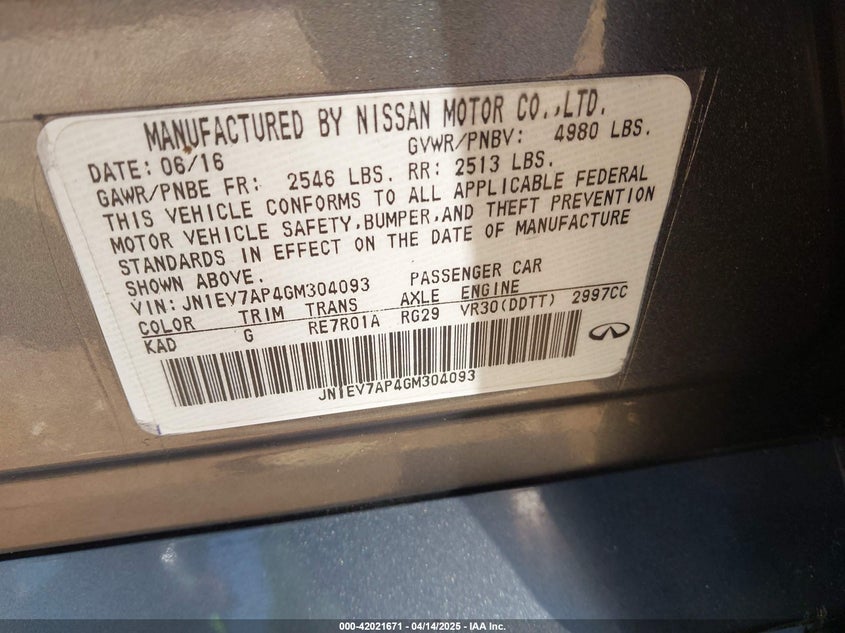 MANUFACTURED BY NISSAN MOTOR CO.,LTD.
DATE: 06/16 GVWR/PNBV: 4980 LBS.
GAWR/PNBE FR: 2546 LBS. RR: 2513 LBS.
THIS VEHICLE CONFORMS TO ALL APPLICABLE FEDERAL
MOTOR VEHICLE SAFETY,BUMPER,AND THEFT PREVENTION
STANDARDS IN EFFECT ON THE DATE OF MANUFACTURE
SHOWN ABOVE.
VIN: JN1EV7AP4GM304093 PASSENGER CAR
COLOR TRIM TRANS AXLE ENGINE
KAD G RE7R01A RG29 VR30(DDTT) 2997CC
JN1EV7AP4GM304093
000-42021671 - 04/14/2025 - IAA Inc.